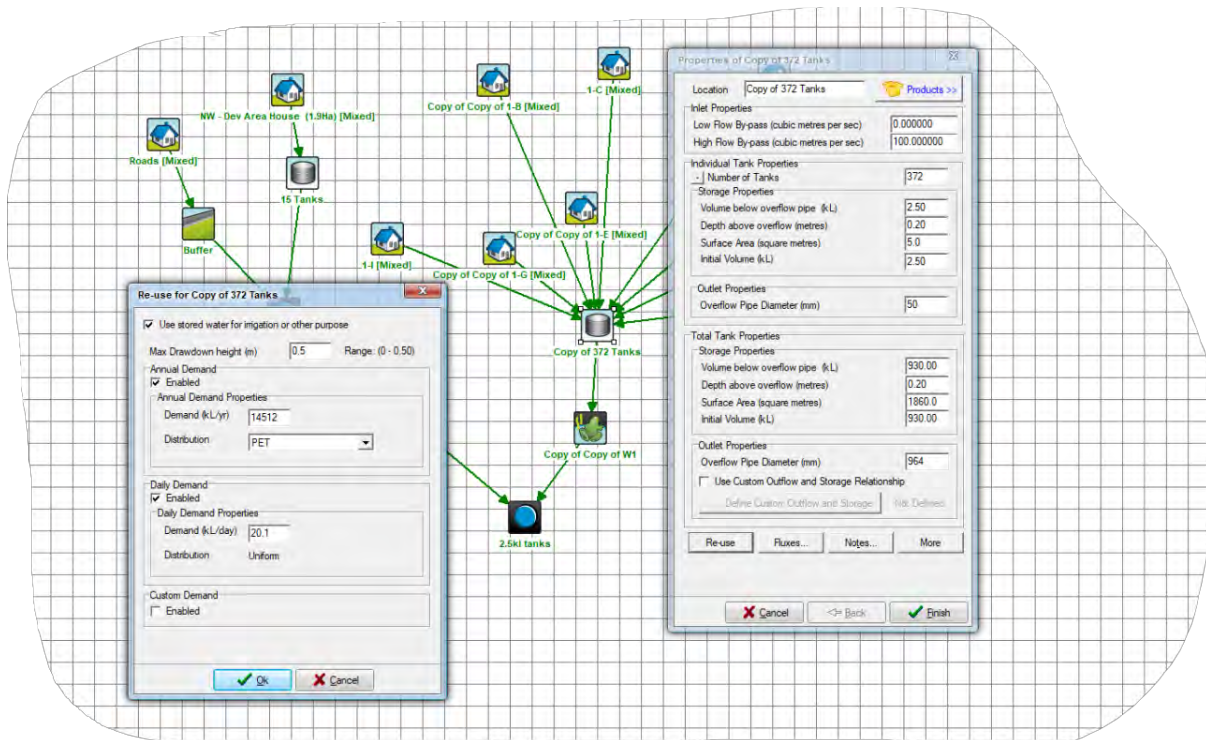 1-C [Mixed]
Copy of Copy of 1-B [Mixed]
NW - Dev Area House (1.9Ha) [Mixed]
Roads [Mixed]
15 Tanks
Buffer
Copy of Copy of 1-E [Mixed]
1-I [Mixed]
Copy of Copy of 1-G [Mixed]
Copy of 372 Tanks
Copy of Copy of W1
2.5kl tanks
Re-use for Copy of 372 Tanks
Use stored water for irrigation or other purpose
Max Drawdown height (m) 0.5 Range: (0 - 0.50)
Annual Demand
Enabled
Annual Demand Properties
Demand (kL/yr) 14512
Distribution PET
Daily Demand
Enabled
Daily Demand Properties
Demand (kL/day) 20.1
Distribution Uniform
Custom Demand
Enabled
Ok Cancel
Properties of Copy of 372 Tanks
Location Copy of 372 Tanks Products >>
Inlet Properties
Low Flow By-pass (cubic metres per sec) 0.000000
High Flow By-pass (cubic metres per sec) 100.000000
Individual Tank Properties
- Number of Tanks 372
Storage Properties
Volume below overflow pipe (kL) 2.50
Depth above overflow (metres) 0.20
Surface Area (square metres) 5.0
Initial Volume (kL) 2.50
Outlet Properties
Overflow Pipe Diameter (mm) 50
Total Tank Properties
Storage Properties
Volume below overflow pipe (kL) 930.00
Depth above overflow (metres) 0.20
Surface Area (square metres) 1860.0
Initial Volume (kL) 930.00
Outlet Properties
Overflow Pipe Diameter (mm) 964
Use Custom Outflow and Storage Relationship
Define Custom Outflow and Storage Not Defined
Re-use Fluxes... Notes... More
Cancel <= Back Finish